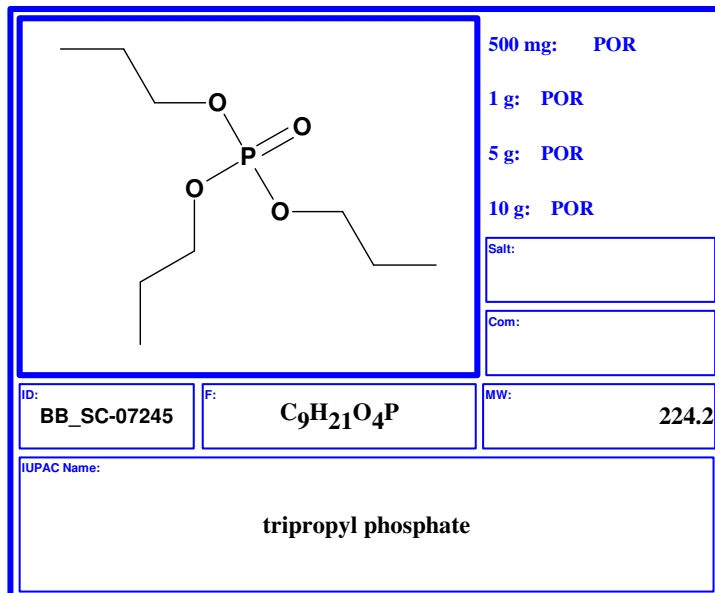 O
O
P
O
O
500 mg: POR
1 g: POR
5 g: POR
10 g: POR
Salt:
Com:
ID:
BB_SC-07245
F:
C9H21O4P
MW:
224.2
IUPAC Name:
tripropyl phosphate